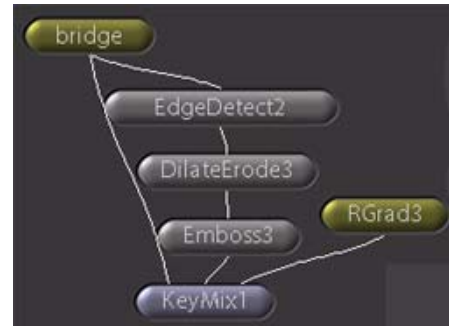 bridge
EdgeDetect2
DilateErode3
RGrad3
Emboss3
KeyMix1